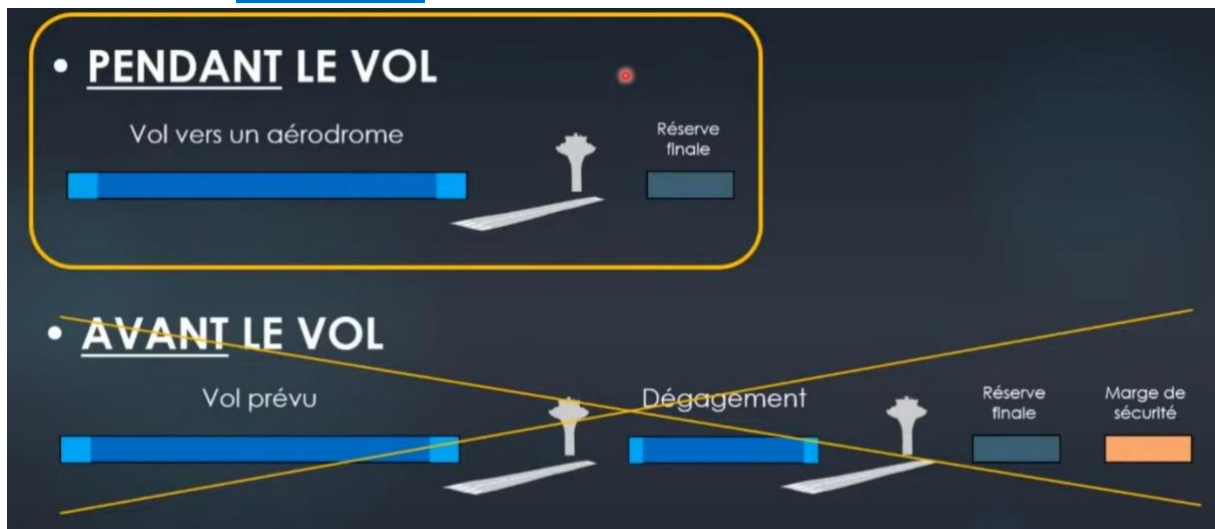 • PENDANT LE VOL
Vol vers un aérodrome
Réserve
finale
• AVANT LE VOL
Vol prévu
Dégagement
Réserve
finale
Marge de
sécurité